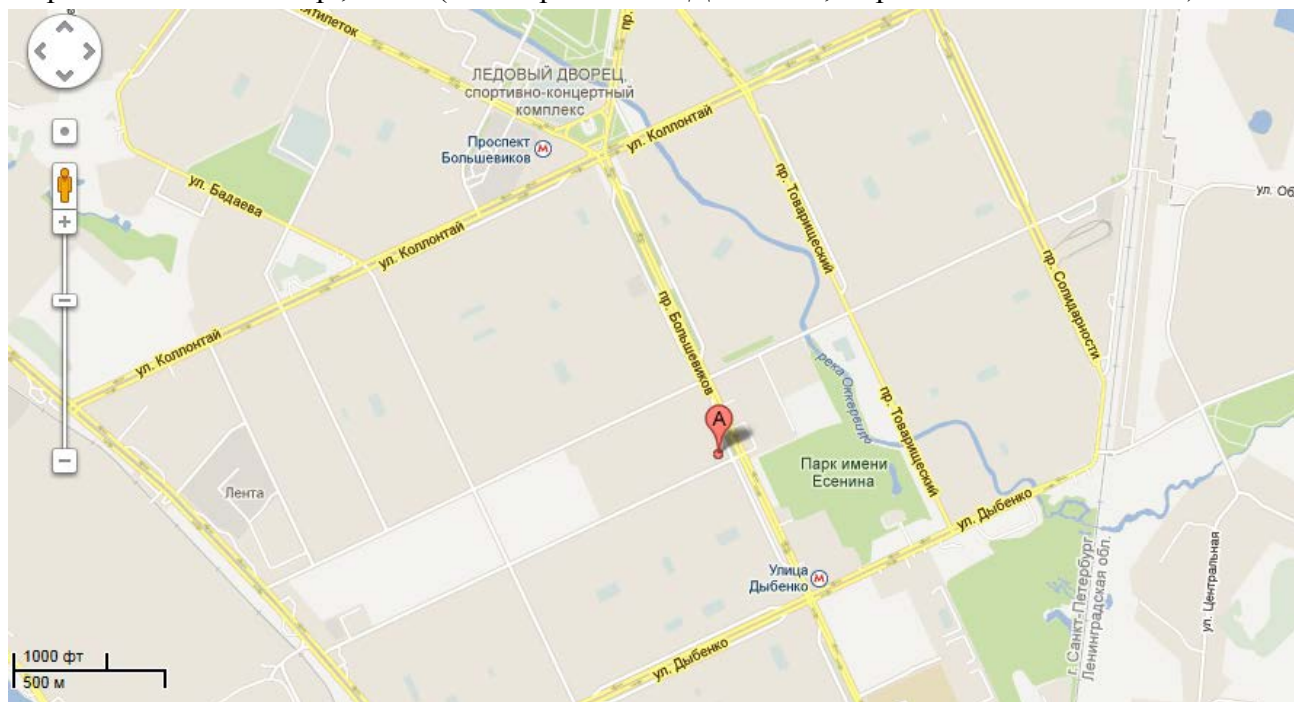 пр.
ЛЕДОВЫЙ ДВОРЕЦ,
спортивно-концертный
комплекс
ул. Коллонтай
Проспект
Большевиков
ул. Бадаева
пр. Товарищеский
ул. Об
ул. Коллонтай
пр. Солидарности
пр. Большевиков
ул. Коллонтай
река Оккервиль
пр. Товарищеский
A
Парк имени
Есенина
Лента
ул. Дыбенко
Улица
Дыбенко
г. Санкт-Петербург
Ленинградская обл.
ул. Центральная
ул. Дыбенко
1000 фт
500 м